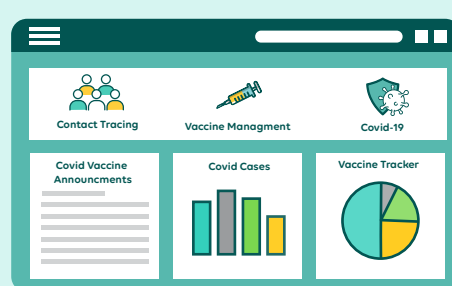 Contact Tracing
Vaccine Managment
Covid-19
Covid Vaccine
Announcments
Covid Cases
Vaccine Tracker